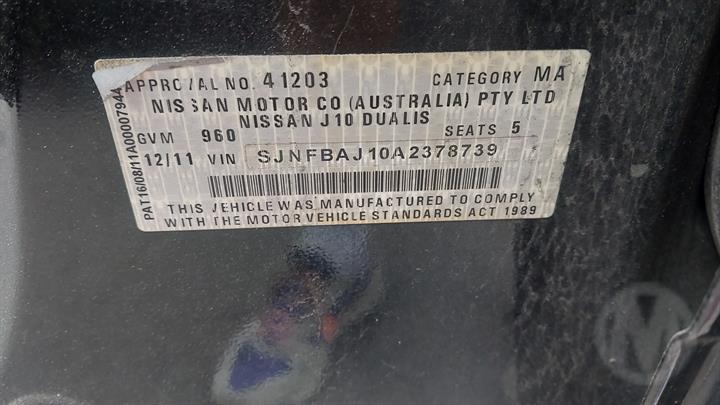 APPROVAL NO. 41203 CATEGORY MA
NISSAN MOTOR CO (AUSTRALIA) PTY LTD
NISSAN J10 DUALIS
GVM 960 SEATS 5
12/11 VIN SJNFBAJ10A2378739
THIS VEHICLE WAS MANUFACTURED TO COMPLY
WITH THE MOTOR VEHICLE STANDARDS ACT 1989
PAT16/08/11A00007944
M